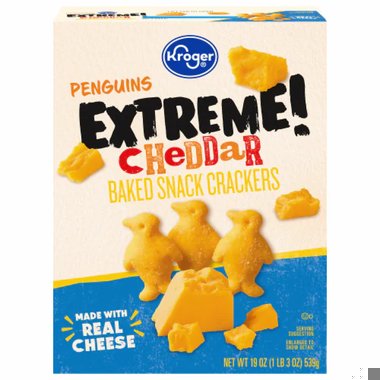 Kroger®
PENGUINS
EXTREME!
CHEDDAR
BAKED SNACK CRACKERS
MADE WITH
REAL
CHEESE
SERVING
SUGGESTION
ENLARGED TO
SHOW DETAIL
NET WT 19 OZ (1 LB 3 OZ) 539g